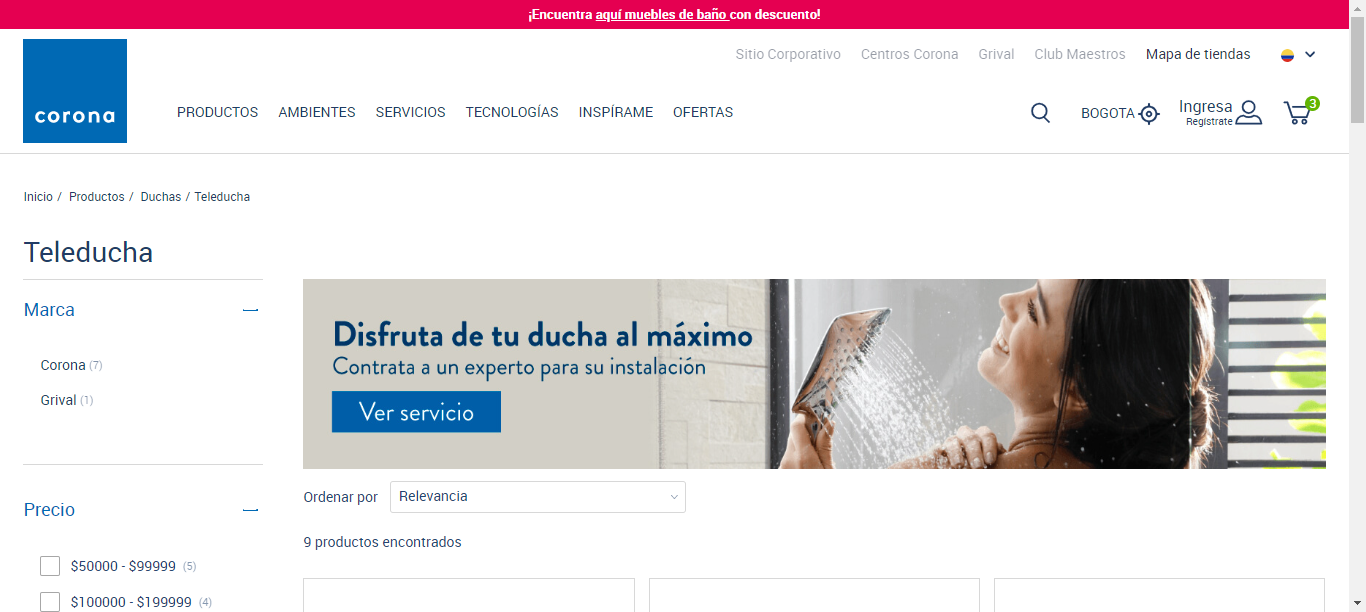 ¡Encuentra aquí muebles de baño con descuento!
Sitio Corporativo Centros Corona Grival Club Maestros Mapa de tiendas
corona
PRODUCTOS AMBIENTES SERVICIOS TECNOLOGÍAS INSPÍRAME OFERTAS
BOGOTA
Ingresa
Regístrate
3
Inicio / Productos / Duchas / Teleducha
Teleducha
Marca
Corona (7)
Grival (1)
Precio
$50000 - $99999 (5)
$100000 - $199999 (4)
Disfruta de tu ducha al máximo
Contrata a un experto para su instalación
Ver servicio
Ordenar por Relevancia
9 productos encontrados